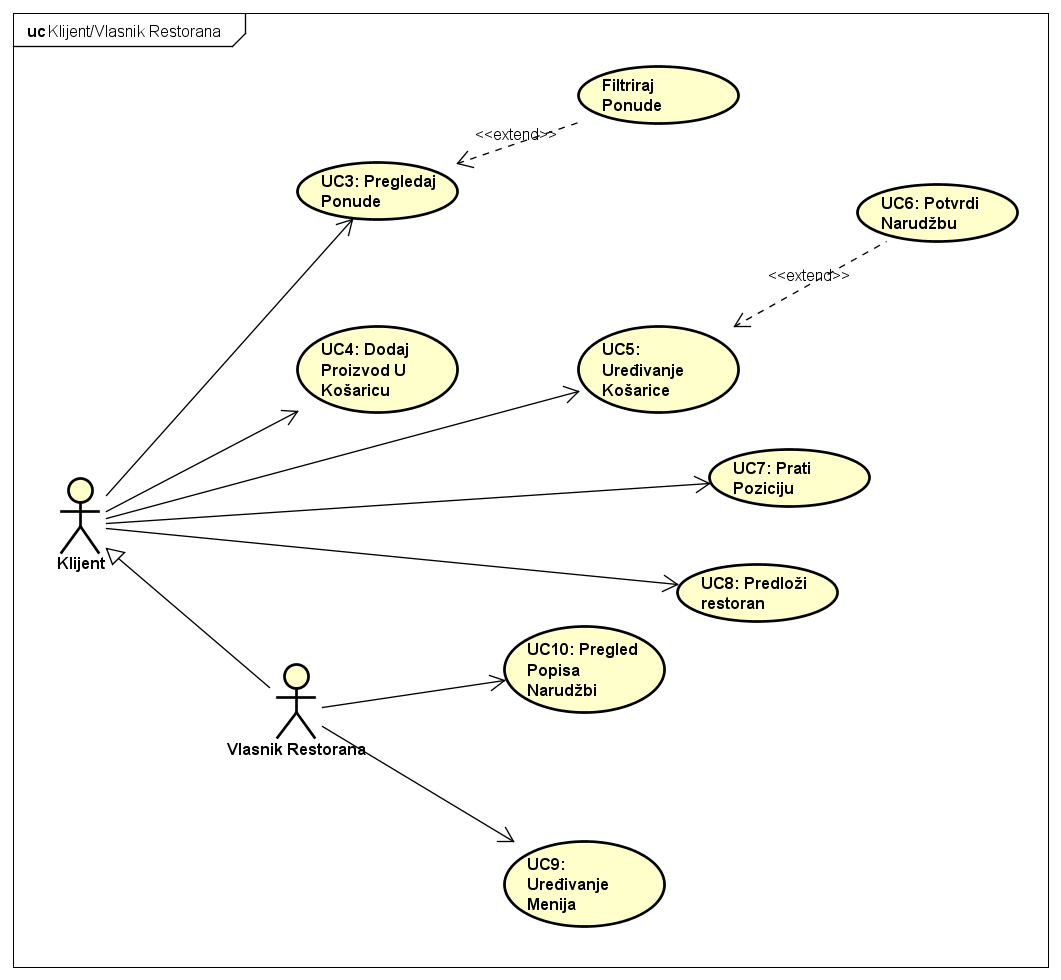 uc Klijent/Vlasnik Restorana
Filtriraj
Ponude
<<extend>>
UC3: Pregledaj
Ponude
UC6: Potvrdi
Narudžbu
<<extend>>
UC4: Dodaj
Proizvod U
Košaricu
UC5:
Uređivanje
Košarice
UC7: Prati
Poziciju
Klijent
UC8: Predloži
restoran
UC10: Pregled
Popisa
Narudžbi
Vlasnik Restorana
UC9:
Uređivanje
Menija